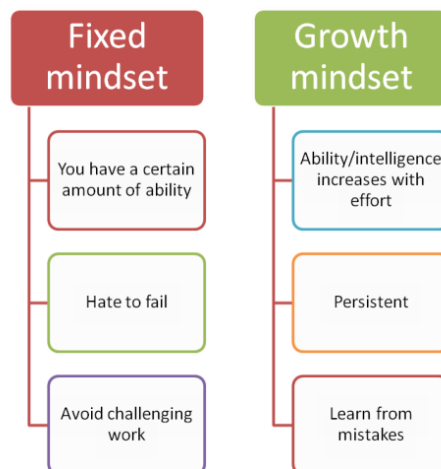 Fixed
mindset
You have a certain
amount of ability
Hate to fail
Avoid challenging
work
Growth
mindset
Ability/intelligence
increases with
effort
Persistent
Learn from
mistakes